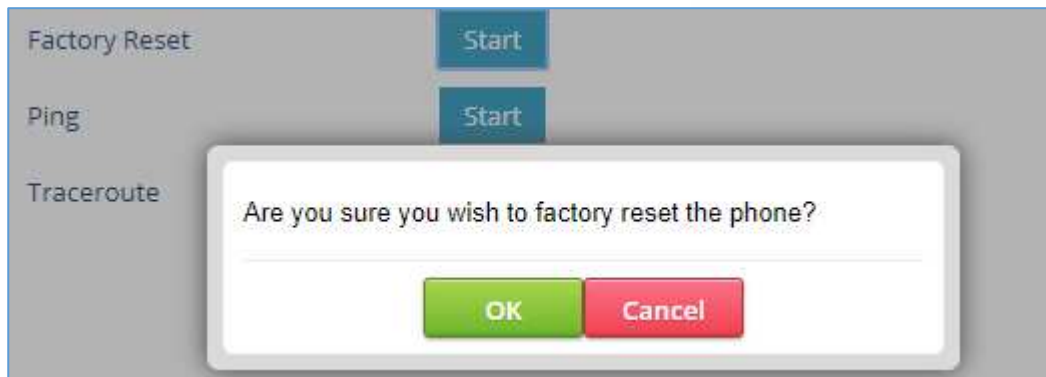 Factory Reset Start
Ping Start
Traceroute
Are you sure you wish to factory reset the phone?
OK Cancel